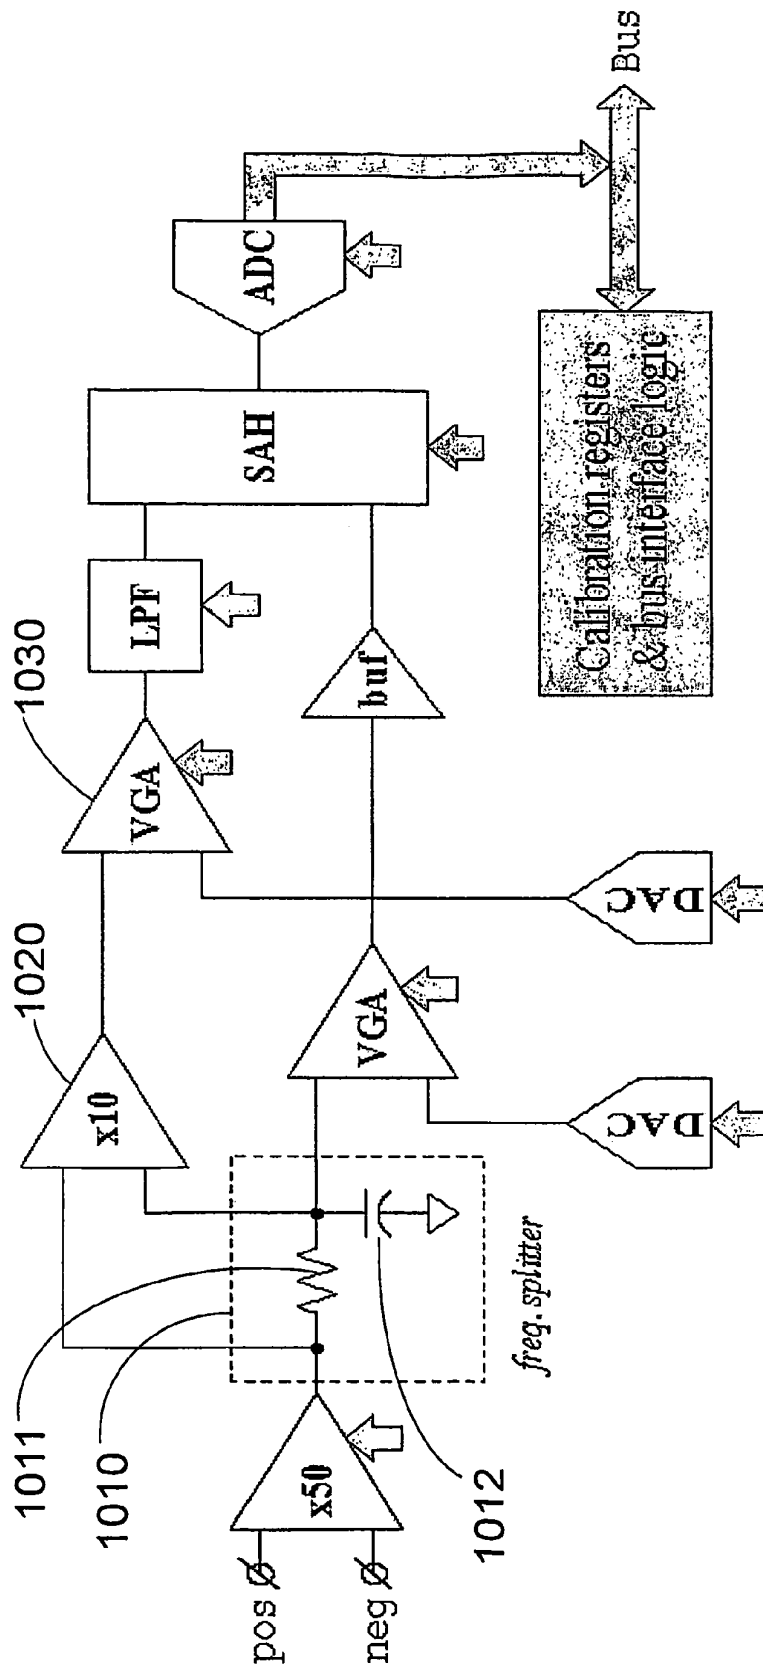 pos
neg
x50
1010
1011
1012
freq. splitter
x10
1020
VGA
DAC
VGA
1030
DAC
buf
LPF
SAH
ADC
Calibration registers
& bus interface logic
Bus